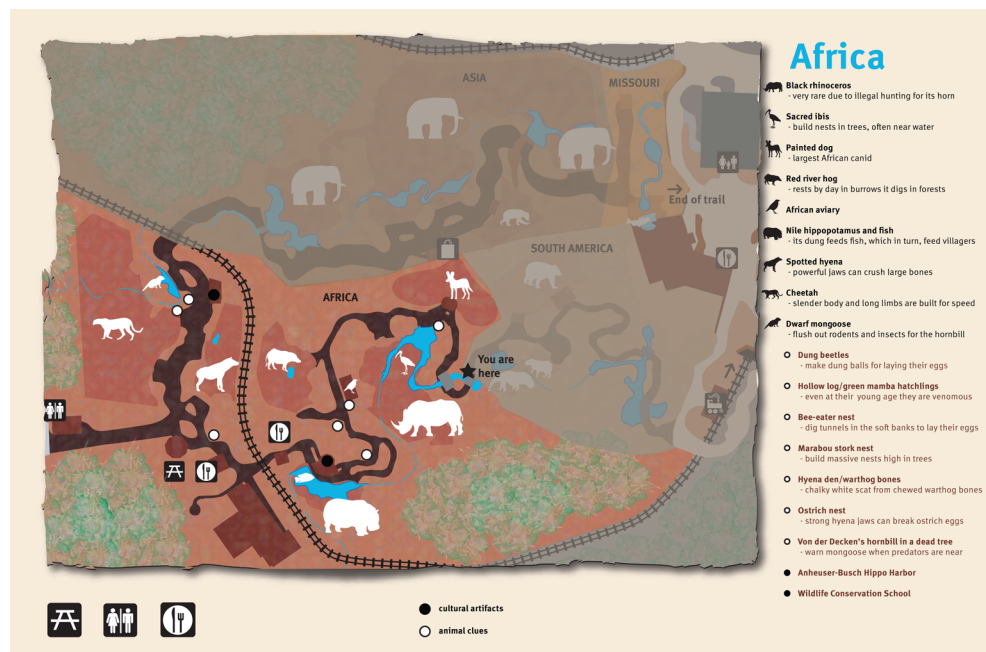 Africa
ASIA
MISSOURI
End of trail
SOUTH AMERICA
AFRICA
You are
here
Black rhinoceros
- very rare due to illegal hunting for its horn
Sacred ibis
- build nests in trees, often near water
Painted dog
- largest African canid
Red river hog
- rests by day in burrows it digs in forests
African aviary
Nile hippopotamus and fish
- its dung feeds fish, which in turn, feed villagers
Spotted hyena
- powerful jaws can crush large bones
Cheetah
- slender body and long limbs are built for speed
Dwarf mongoose
- flush out rodents and insects for the hornbill
Dung beetles
- make dung balls for laying their eggs
Hollow log/green mamba hatchlings
- even at their young age they are venomous
Bee-eater nest
- dig tunnels in the soft banks to lay their eggs
Marabou stork nest
- build massive nests high in trees
Hyena den/warthog bones
- chalky white scat from chewed warthog bones
Ostrich nest
- strong hyena jaws can break ostrich eggs
Von der Decken's hornbill in a dead tree
- warn mongoose when predators are near
Anheuser-Busch Hippo Harbor
Wildlife Conservation School
cultural artifacts
animal clues